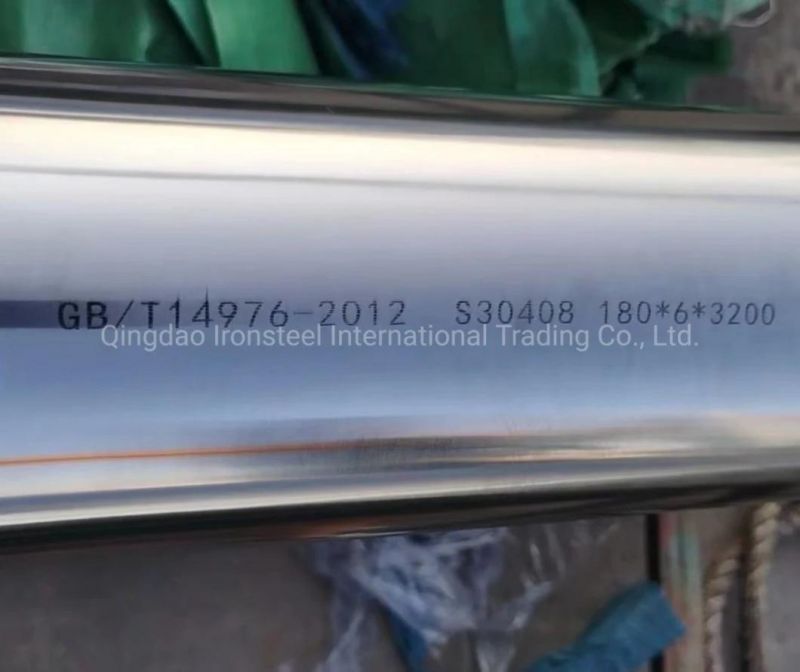 GB/T14976-2012 S30408 180*6*3200
Qingdao Ironsteel International Trading Co., Ltd.